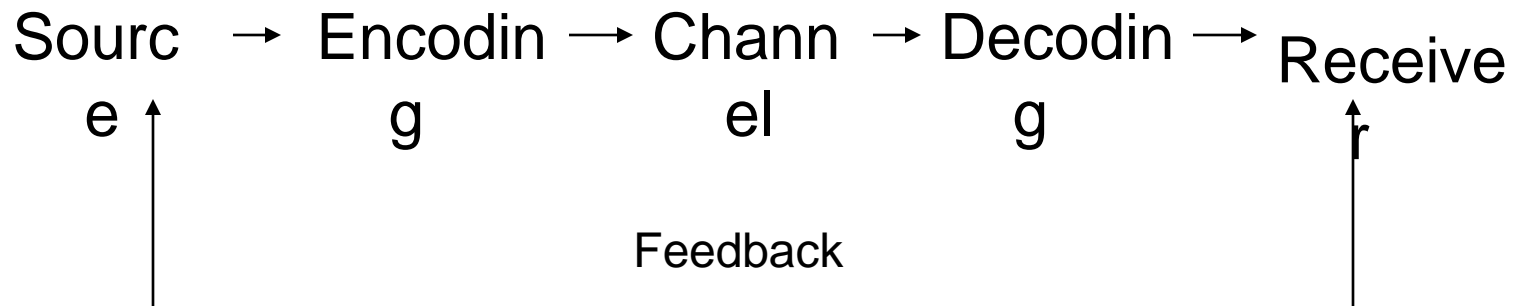 Sourc
e
Encodin
g
Chann
el
Decodin
g
Receive
r
Feedback